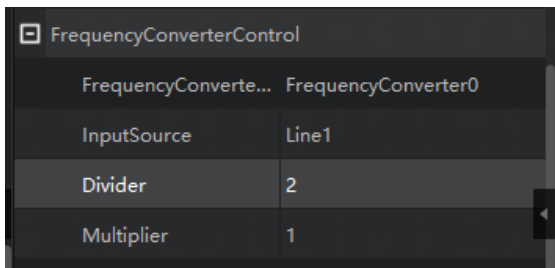 FrequencyConverterControl
FrequencyConverte... FrequencyConverter0
InputSource Line1
Divider 2
Multiplier 1